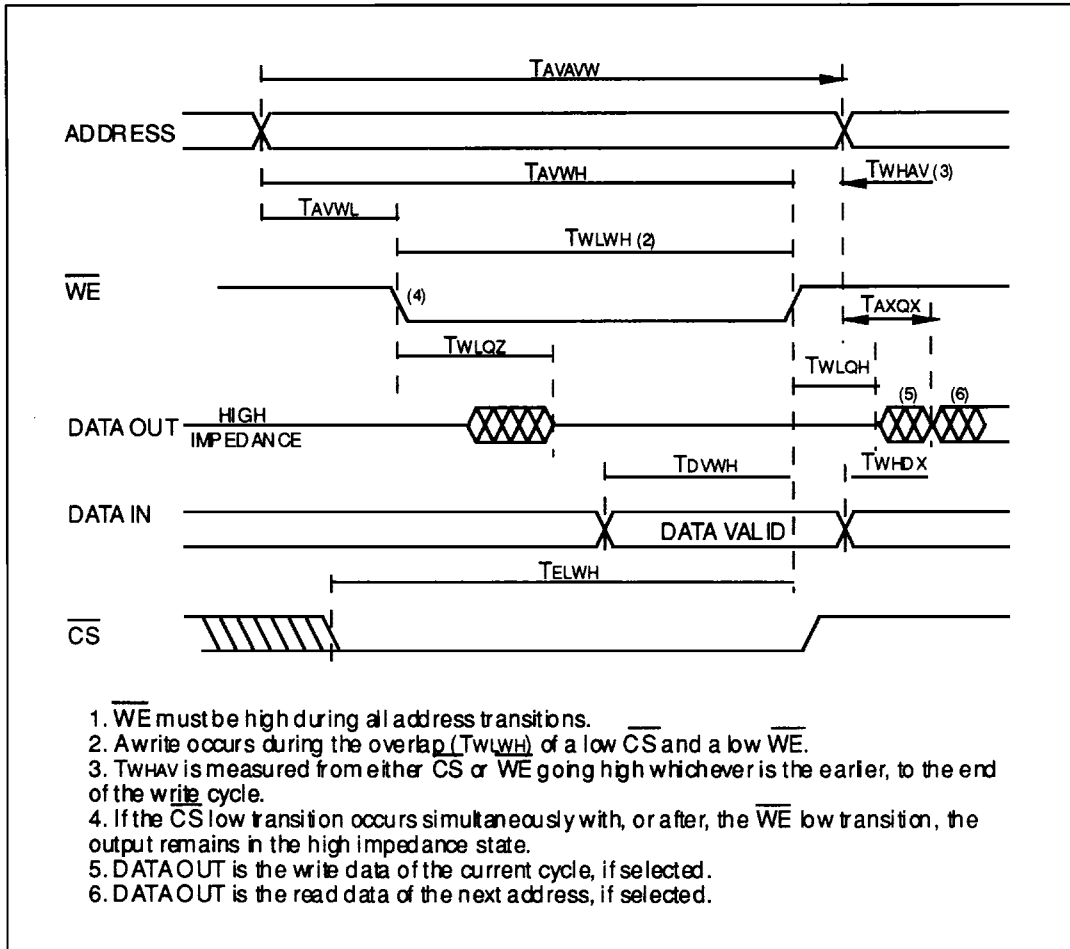 TAVAVW
ADDRESS
TAVWH
TWHAV (3)
TAVWL
TWLWH (2)
WE
(4)
TAXQX
TWLQZ
TWLQH
(5) (6)
DATA OUT
HIGH
IMPEDANCE
TDVWH
TWHDX
DATA IN
DATA VALID
TELWH
CS
1. WE must be high during all address transitions.
2. A write occurs during the overlap (TWLWH) of a low CS and a low WE.
3. TWHAV is measured from either CS or WE going high whichever is the earlier, to the end
of the write cycle.
4. If the CS low transition occurs simultaneously with, or after, the WE low transition, the
output remains in the high impedance state.
5. DATA OUT is the write data of the current cycle, if selected.
6. DATA OUT is the read data of the next address, if selected.